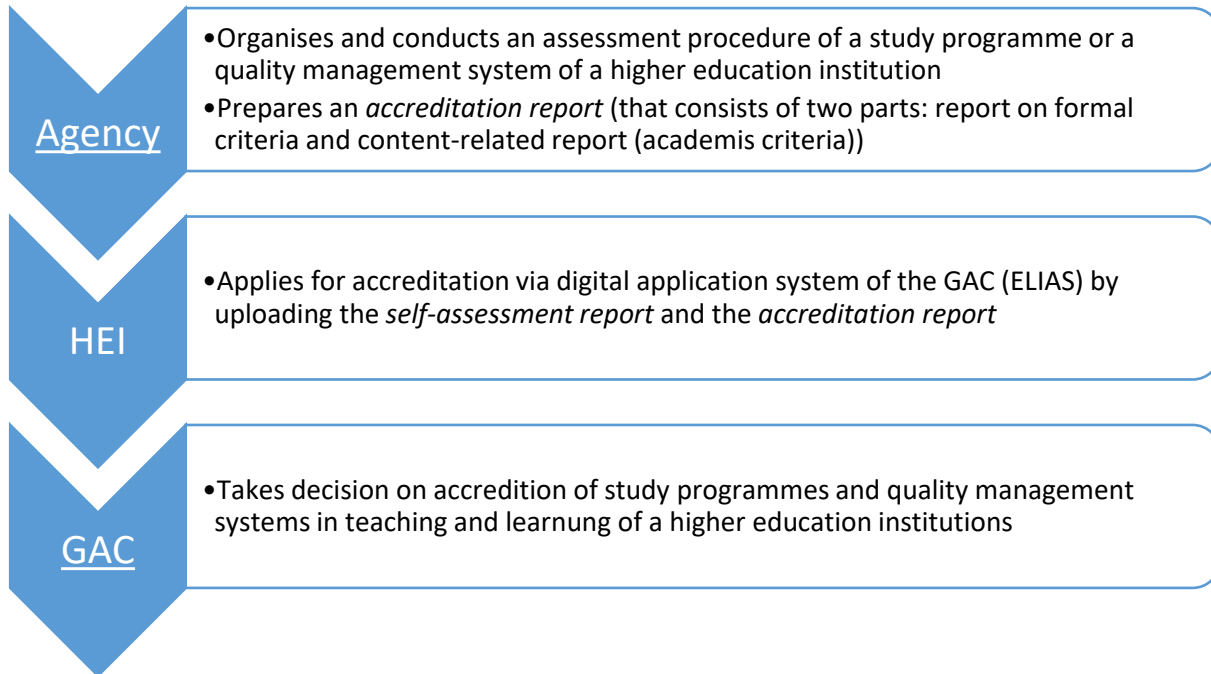 Agency
•Organises and conducts an assessment procedure of a study programme or a
quality management system of a higher education institution
•Prepares an accreditation report (that consists of two parts: report on formal
criteria and content-related report (academis criteria))
HEI
•Applies for accreditation via digital application system of the GAC (ELIAS) by
uploading the self-assessment report and the accreditation report
GAC
•Takes decision on accredition of study programmes and quality management
systems in teaching and learnung of a higher education institutions